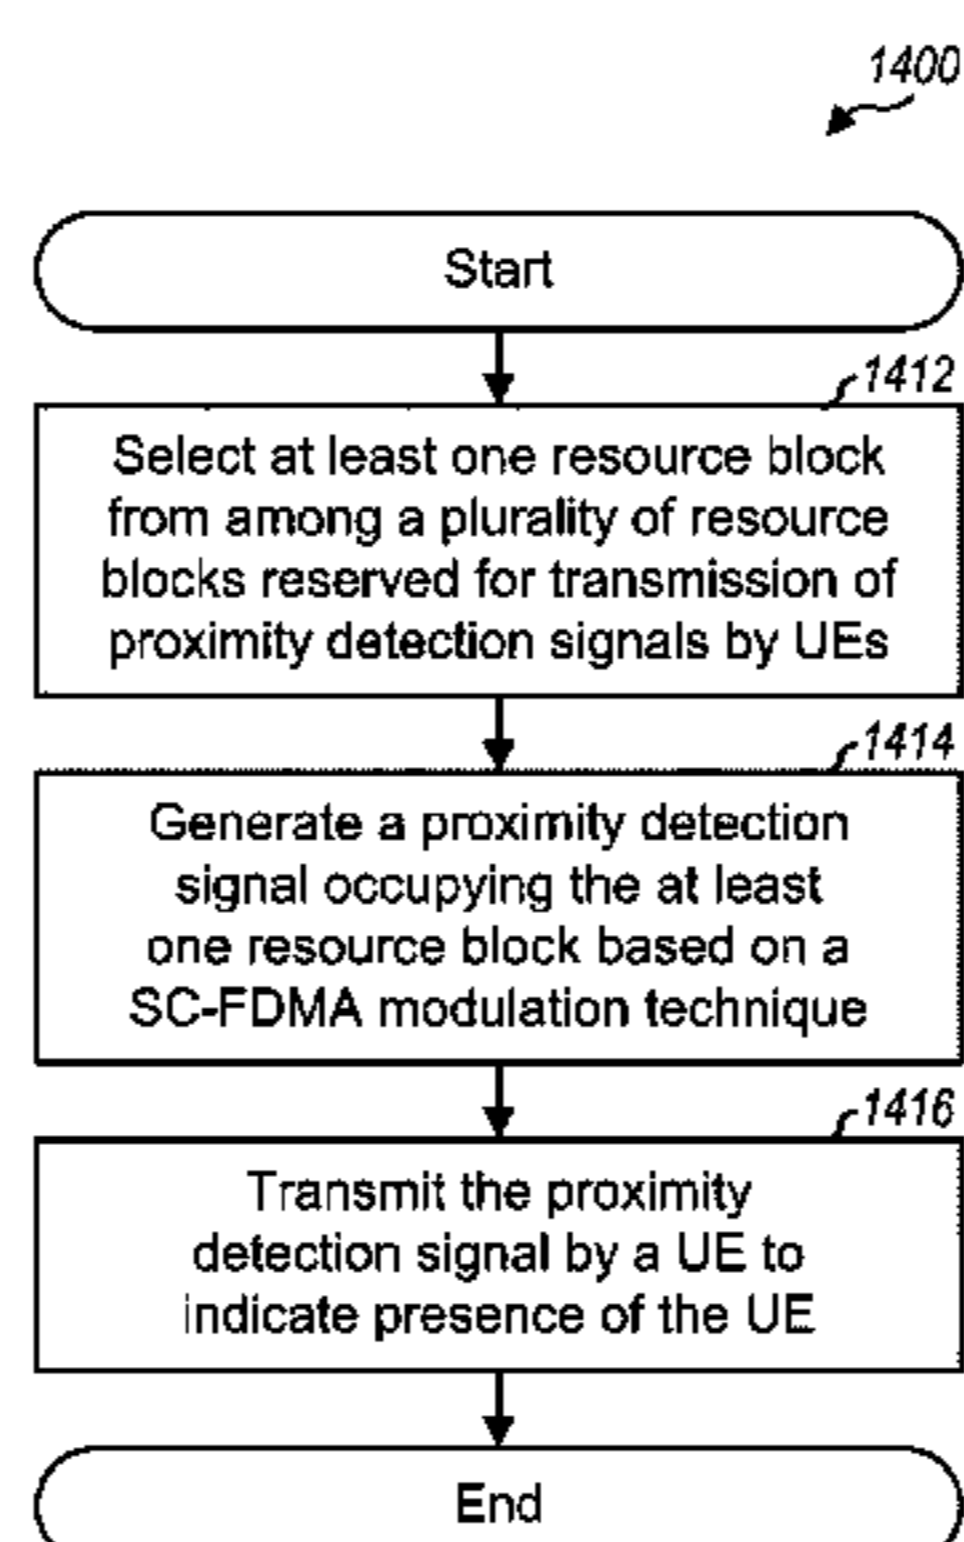 1400
Start
1412
Select at least one resource block
from among a plurality of resource
blocks reserved for transmission of
proximity detection signals by UEs
1414
Generate a proximity detection
signal occupying the at least
one resource block based on a
SC-FDMA modulation technique
1416
Transmit the proximity
detection signal by a UE to
indicate presence of the UE
End